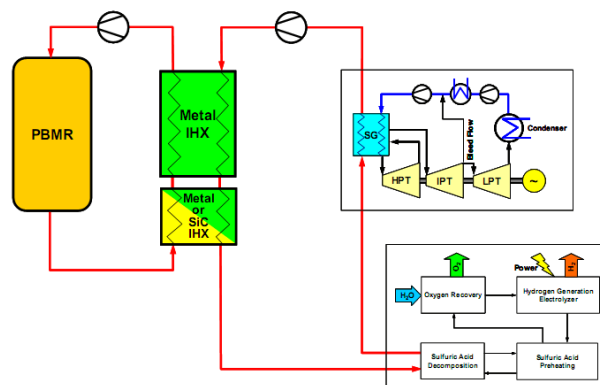 PBMR
Metal
IHX
Metal
or
SiC
IHX
SG
Condenser
Bleed Flow
HPT
IPT
LPT
~
O2
Power
H2
H2O
Oxygen Recovery
Hydrogen Generation
Electrolyzer
Sulfuric Acid
Decomposition
Sulfuric Acid
Preheating